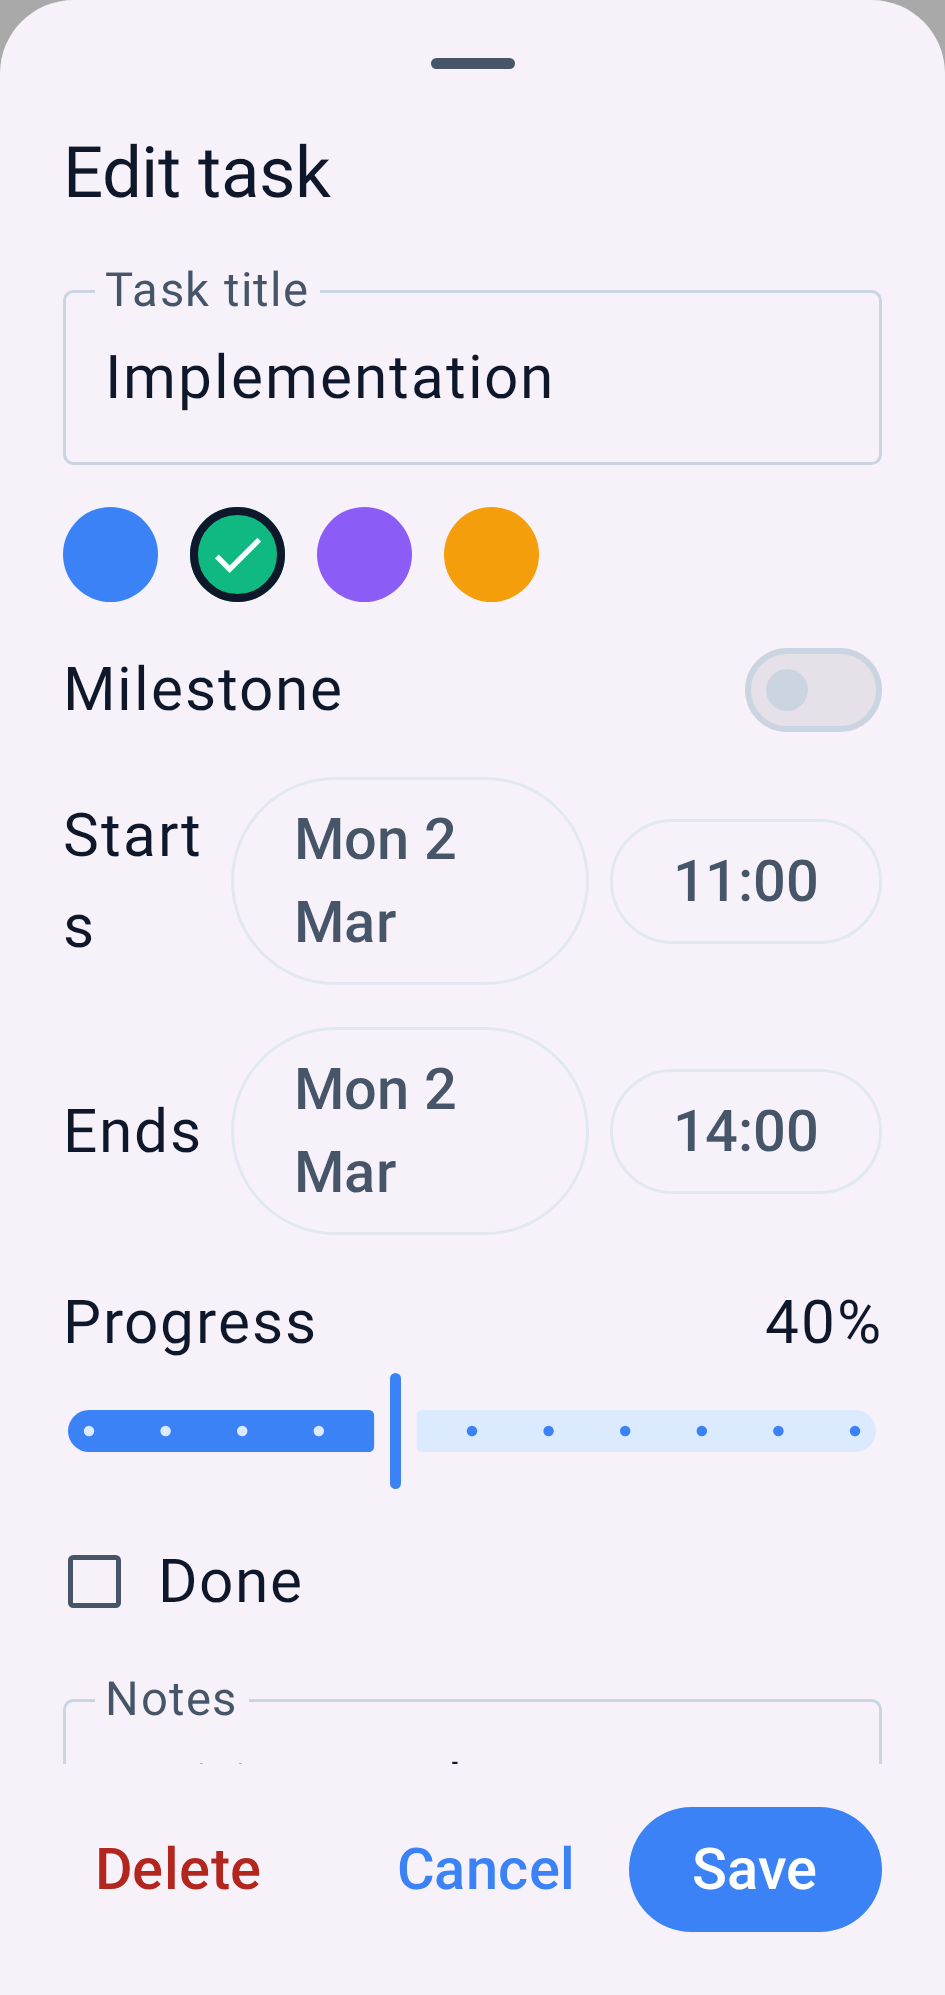 Edit task
Task title
Implementation
Milestone
Start
s
Mon 2
Mar
11:00
Ends
Mon 2
Mar
14:00
Progress
40%
Done
Notes
Delete
Cancel
Save